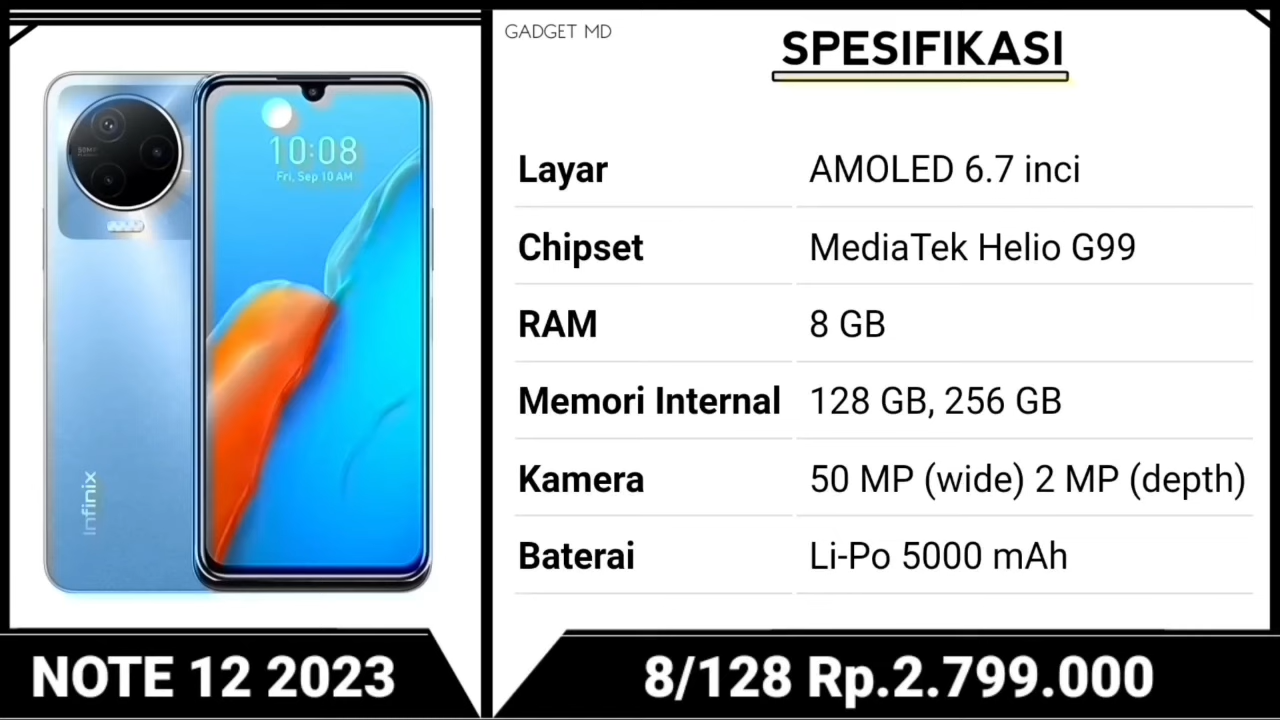 GADGET MD
SPESIFIKASI
10:08
Fri, Sep 10 AM
Infinix
Layar AMOLED 6.7 inci
Chipset MediaTek Helio G99
RAM 8 GB
Memori Internal 128 GB, 256 GB
Kamera 50 MP (wide) 2 MP (depth)
Baterai Li-Po 5000 mAh
NOTE 12 2023
8/128 Rp.2.799.000